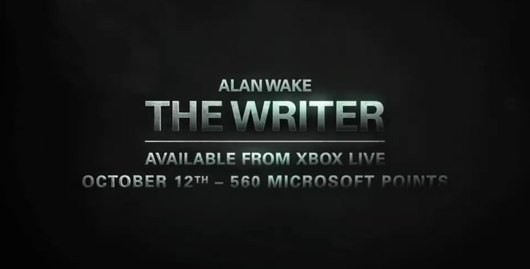 ALAN WAKE
THE WRITER
AVAILABLE FROM XBOX LIVE
OCTOBER 12TH – 560 MICROSOFT POINTS